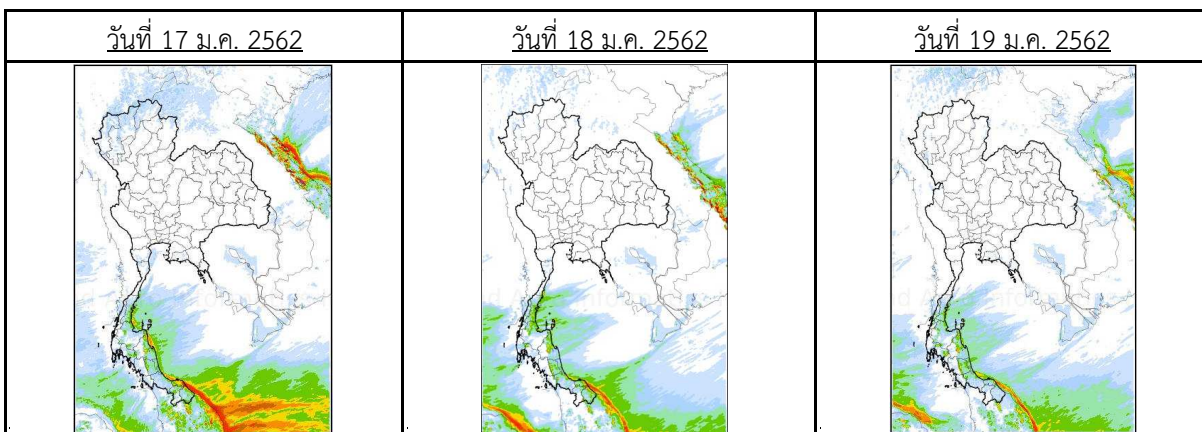 วันที่ 17 ม.ค. 2562
วันที่ 18 ม.ค. 2562
วันที่ 19 ม.ค. 2562